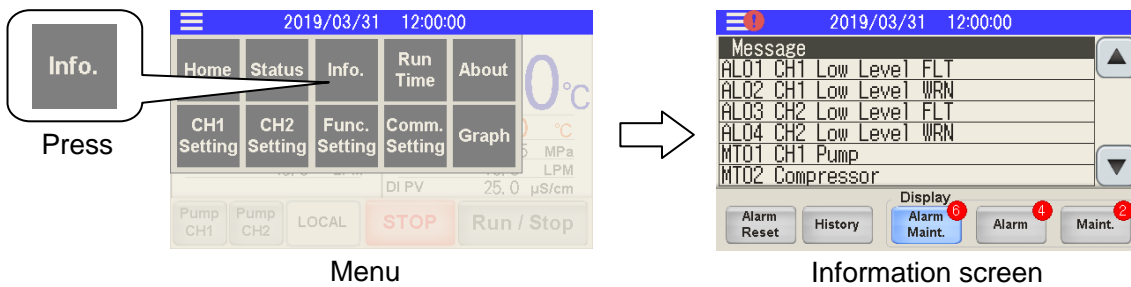 Info.
Press
2019/03/31 12:00:00
Home Status Info. Run Time About
CH1 Setting CH2 Setting Func. Setting Comm. Setting Graph
0 °C
°C
5 MPa
LPM
DI PV 25.0 µS/cm
Pump CH1 Pump CH2 LOCAL STOP Run / Stop
Menu
2019/03/31 12:00:00
Message
AL01 CH1 Low Level FLT
AL02 CH1 Low Level WRN
AL03 CH2 Low Level FLT
AL04 CH2 Low Level WRN
MT01 CH1 Pump
MT02 Compressor
Display
Alarm Reset History Alarm Maint. 6 Alarm 4 Maint. 2
Information screen